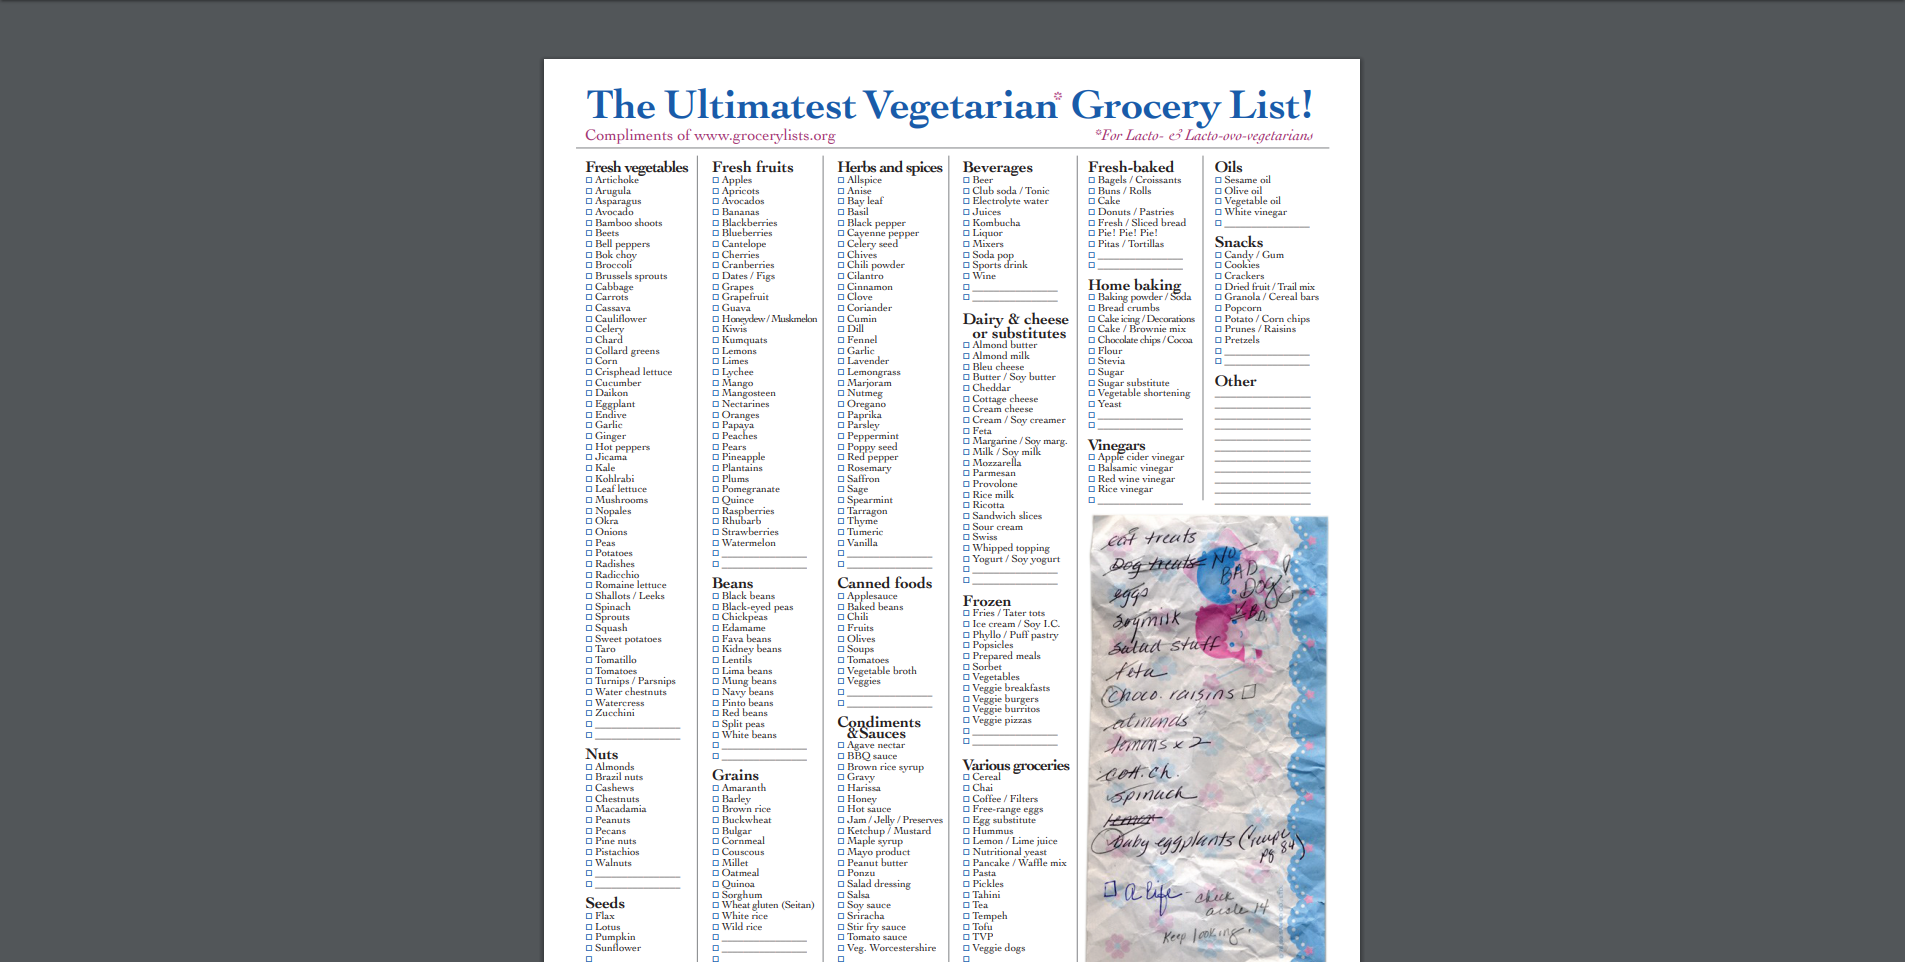 The Ultimatest Vegetarian* Grocery List!
Compliments of www.grocerylists.org
*For Lacto- & Lacto-ovo-vegetarians
Fresh vegetables
Artichoke
Arugula
Asparagus
Avocado
Bamboo shoots
Beets
Bell peppers
Bok choy
Broccoli
Brussels sprouts
Cabbage
Carrots
Cassava
Cauliflower
Celery
Chard
Collard greens
Corn
Crisphead lettuce
Cucumber
Daikon
Eggplant
Endive
Garlic
Ginger
Hot peppers
Jicama
Kale
Kohlrabi
Leaf lettuce
Mushrooms
Nopales
Okra
Onions
Peas
Potatoes
Radishes
Radicchio
Romaine lettuce
Shallots / Leeks
Spinach
Sprouts
Squash
Sweet potatoes
Taro
Tomatillo
Tomatoes
Turnips / Parsnips
Water chestnuts
Watercress
Zucchini
Nuts
Almonds
Brazil nuts
Cashews
Chestnuts
Macadamia
Peanuts
Pecans
Pine nuts
Pistachios
Walnuts
Seeds
Flax
Lotus
Pumpkin
Sunflower
Fresh fruits
Apples
Apricots
Avocados
Bananas
Blackberries
Blueberries
Cantelope
Cherries
Cranberries
Dates / Figs
Grapes
Grapefruit
Guava
Honeydew / Muskmelon
Kiwis
Kumquats
Lemons
Limes
Lychee
Mango
Mangosteen
Nectarines
Oranges
Papaya
Peaches
Pears
Pineapple
Plantains
Plums
Pomegranate
Quince
Raspberries
Rhubarb
Strawberries
Watermelon
Beans
Black beans
Black-eyed peas
Chickpeas
Edamame
Fava beans
Kidney beans
Lentils
Lima beans
Mung beans
Navy beans
Pinto beans
Red beans
Split peas
White beans
Grains
Amaranth
Barley
Brown rice
Buckwheat
Bulgar
Cornmeal
Couscous
Millet
Oatmeal
Quinoa
Sorghum
Wheat gluten (Seitan)
White rice
Wild rice
Herbs and spices
Allspice
Anise
Bay leaf
Basil
Black pepper
Cayenne pepper
Celery seed
Chives
Chili powder
Cilantro
Cinnamon
Clove
Coriander
Cumin
Dill
Fennel
Garlic
Lavender
Lemongrass
Marjoram
Nutmeg
Oregano
Paprika
Parsley
Peppermint
Poppy seed
Red pepper
Rosemary
Saffron
Sage
Spearmint
Tarragon
Thyme
Tumeric
Vanilla
Canned foods
Applesauce
Baked beans
Chili
Fruits
Olives
Soups
Tomatoes
Vegetable broth
Veggies
Condiments
& Sauces
Agave nectar
BBQ sauce
Brown rice syrup
Gravy
Harissa
Honey
Hot sauce
Jam / Jelly / Preserves
Ketchup / Mustard
Maple syrup
Mayo product
Peanut butter
Ponzu
Salad dressing
Salsa
Soy sauce
Sriracha
Stir fry sauce
Tomato sauce
Veg. Worcestershire
Beverages
Beer
Club soda / Tonic
Electrolyte water
Juices
Kombucha
Liquor
Mixers
Soda pop
Sports drink
Wine
Dairy & cheese
or substitutes
Almond butter
Almond milk
Bleu cheese
Butter / Soy butter
Cheddar
Cottage cheese
Cream cheese
Cream / Soy creamer
Feta
Margarine / Soy marg.
Milk / Soy milk
Mozzarella
Parmesan
Provolone
Rice milk
Ricotta
Sandwich slices
Sour cream
Swiss
Whipped topping
Yogurt / Soy yogurt
Frozen
Fries / Tater tots
Ice cream / Soy I.C.
Phyllo / Puff pastry
Popsicles
Prepared meals
Sorbet
Vegetables
Veggie breakfasts
Veggie burgers
Veggie burritos
Veggie pizzas
Various groceries
Cereal
Chai
Coffee / Filters
Free-range eggs
Egg substitute
Hummus
Lemon / Lime juice
Nutritional yeast
Pancake / Waffle mix
Pasta
Pickles
Tahini
Tea
Tempeh
Tofu
TVP
Veggie dogs
Fresh-baked
Bagels / Croissants
Buns / Rolls
Cake
Donuts / Pastries
Fresh / Sliced bread
Pie! Pie! Pie!
Pitas / Tortillas
Home baking
Baking powder / Soda
Bread crumbs
Cake icing / Decorations
Cake / Brownie mix
Chocolate chips / Cocoa
Flour
Stevia
Sugar
Sugar substitute
Vegetable shortening
Yeast
Vinegars
Apple cider vinegar
Balsamic vinegar
Red wine vinegar
Rice vinegar
Oils
Sesame oil
Olive oil
Vegetable oil
White vinegar
Snacks
Candy / Gum
Cookies
Crackers
Dried fruit / Trail mix
Granola / Cereal bars
Popcorn
Potato / Corn chips
Prunes / Raisins
Pretzels
Other
cat treats
Dog treats NO
BAD
DOG!
eggs
soymilk
salad stuff
feta
choco. raisins
almonds
lemons x 2
cott. ch.
spinach
lemon
baby eggplants (recipe
pg 84)
a life - check
aisle 14
Keep looking.